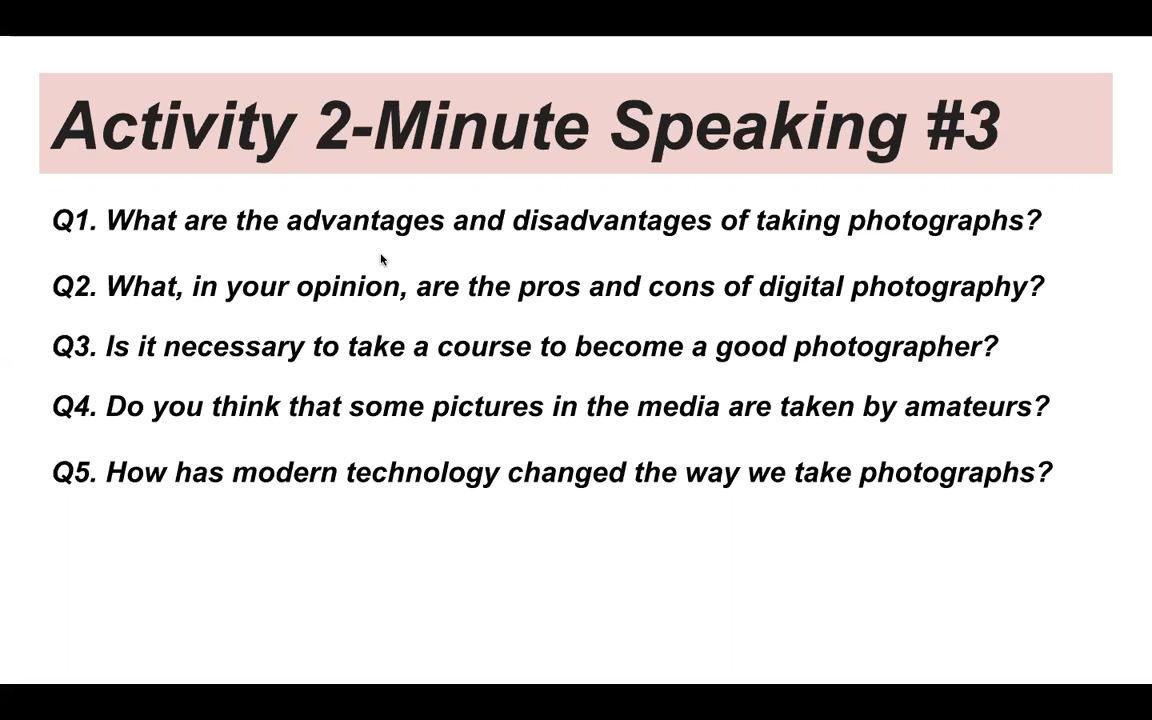 Activity 2-Minute Speaking #3
Q1. What are the advantages and disadvantages of taking photographs?
Q2. What, in your opinion, are the pros and cons of digital photography?
Q3. Is it necessary to take a course to become a good photographer?
Q4. Do you think that some pictures in the media are taken by amateurs?
Q5. How has modern technology changed the way we take photographs?